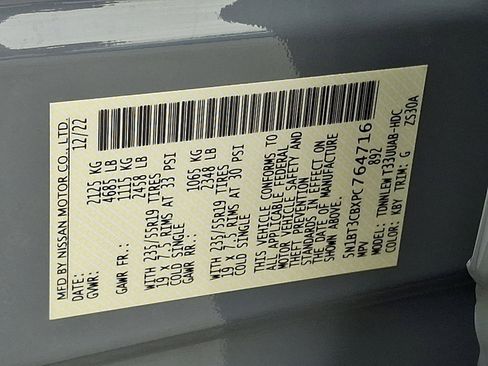 MFD BY NISSAN MOTOR CO., LTD.
DATE: 12/22
GVWR: 2125 KG
4685 LB
GAWR FR.: 1115 KG
2458 LB
WITH 235/55R19 TIRES
19 X 7.5 RIMS AT 33 PSI
COLD SINGLE
GAWR RR.: 1065 KG
2348 LB
WITH 235/55R19 TIRES
19 X 7.5 RIMS AT 30 PSI
COLD SINGLE
THIS VEHICLE CONFORMS TO
ALL APPLICABLE FEDERAL
MOTOR VEHICLE SAFETY AND
THEFT PREVENTION
STANDARDS IN EFFECT ON
THE DATE OF MANUFACTURE
SHOWN ABOVE.
5N1BT3CBXPC764716
MPV 892
MODEL: TDNNLEW T33UUAB-HDC
COLOR: KBY TRIM: G ZS30A